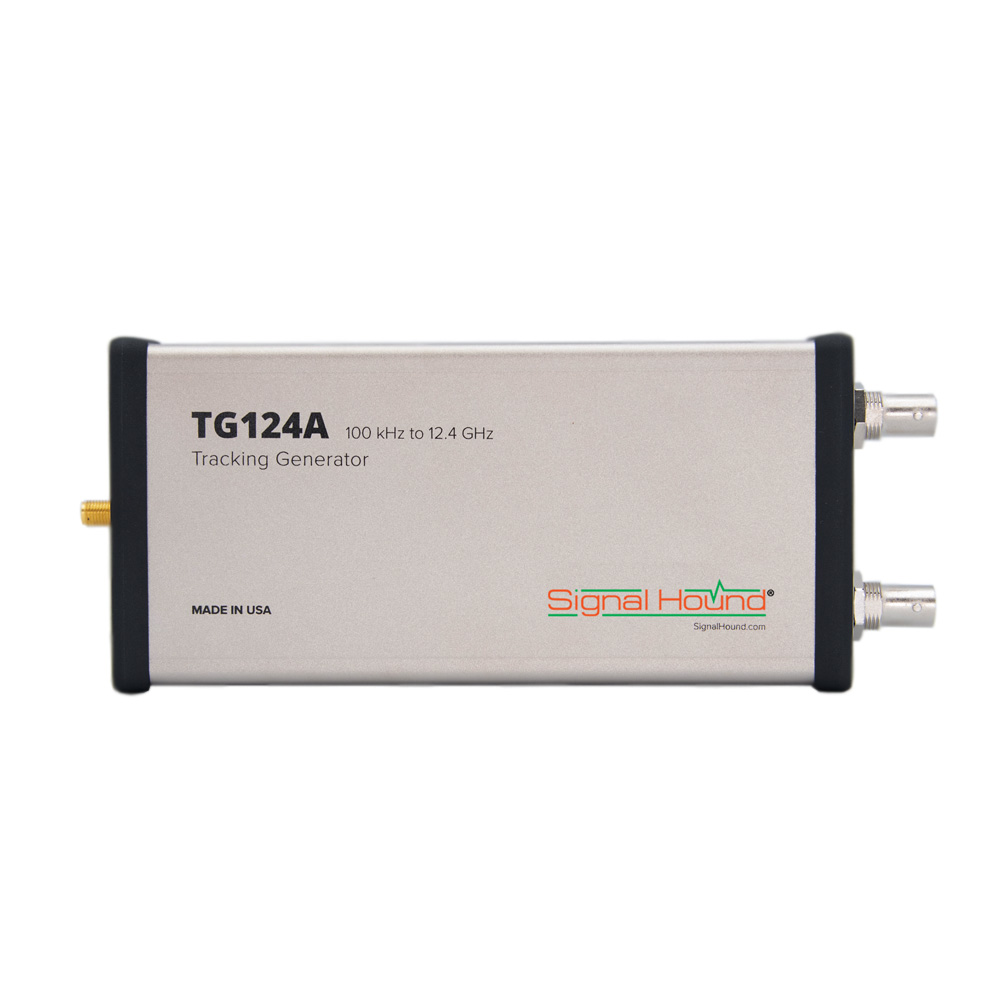 TG124A 100 kHz to 12.4 GHz
Tracking Generator
MADE IN USA
Signal Hound®
SignalHound.com